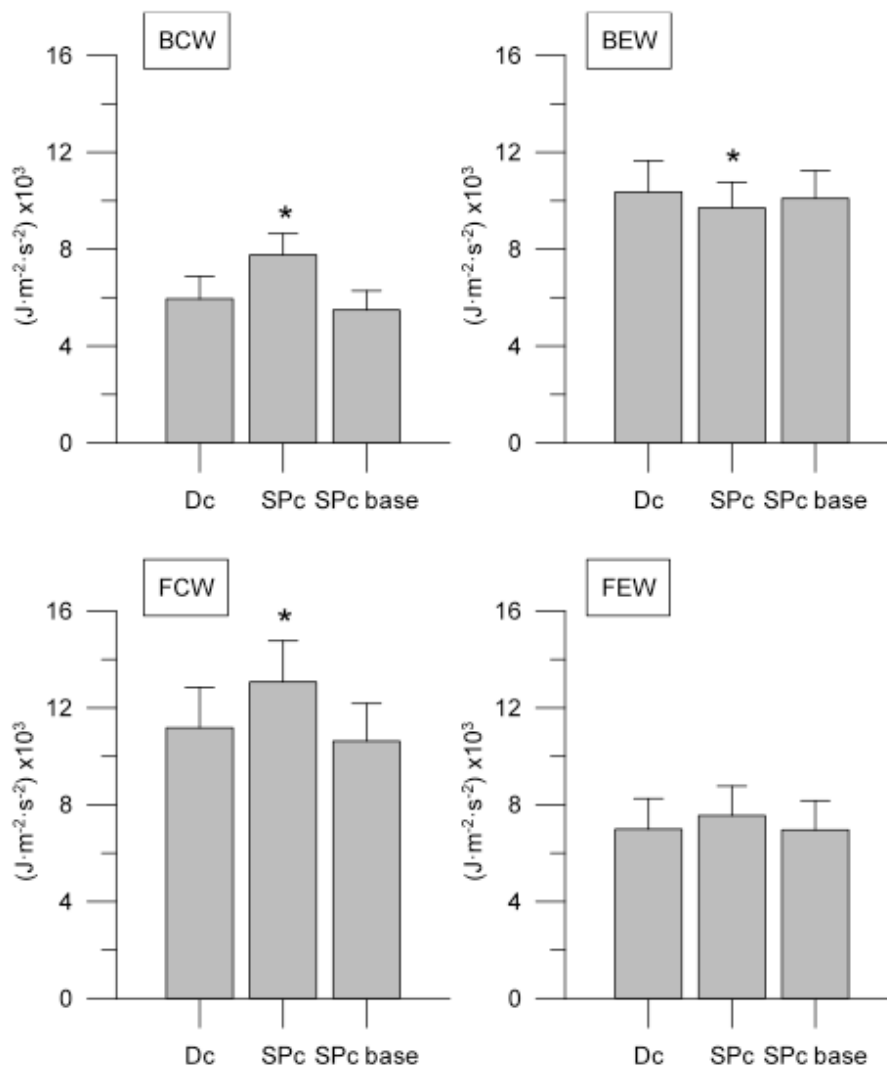 BCW
16
12
8
4
0
(J·m⁻²·s⁻²) x10³
*
Dc SPc SPc base
BEW
16
12
8
4
0
(J·m⁻²·s⁻²) x10³
*
Dc SPc SPc base
FCW
16
12
8
4
0
(J·m⁻²·s⁻²) x10³
*
Dc SPc SPc base
FEW
16
12
8
4
0
(J·m⁻²·s⁻²) x10³
Dc SPc SPc base